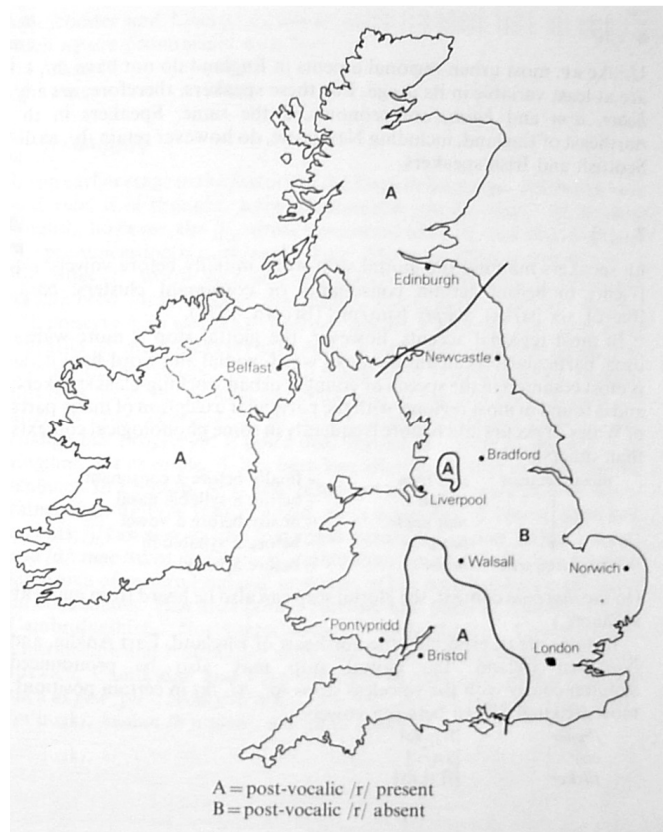 Edinburgh
Newcastle
Belfast
Bradford
A
A
Liverpool
B
Walsall
Norwich
Pontypridd
A
Bristol
London
A = post-vocalic /r/ present
B = post-vocalic /r/ absent